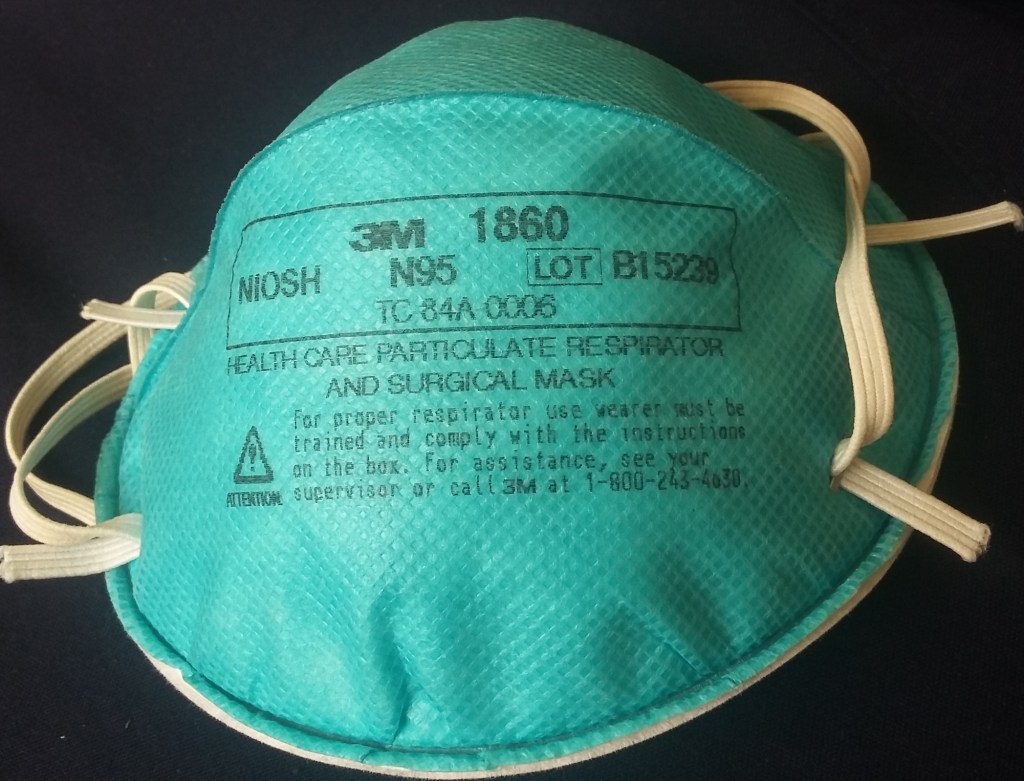 3M 1860
NIOSH N95 LOT B15239
TC-84A-0006
HEALTH CARE PARTICULATE RESPIRATOR
AND SURGICAL MASK
For proper respirator use wearer must be
trained and comply with the instructions
on the box. For assistance, see your
supervisor or call 3M at 1-800-243-4630.
ATTENTION